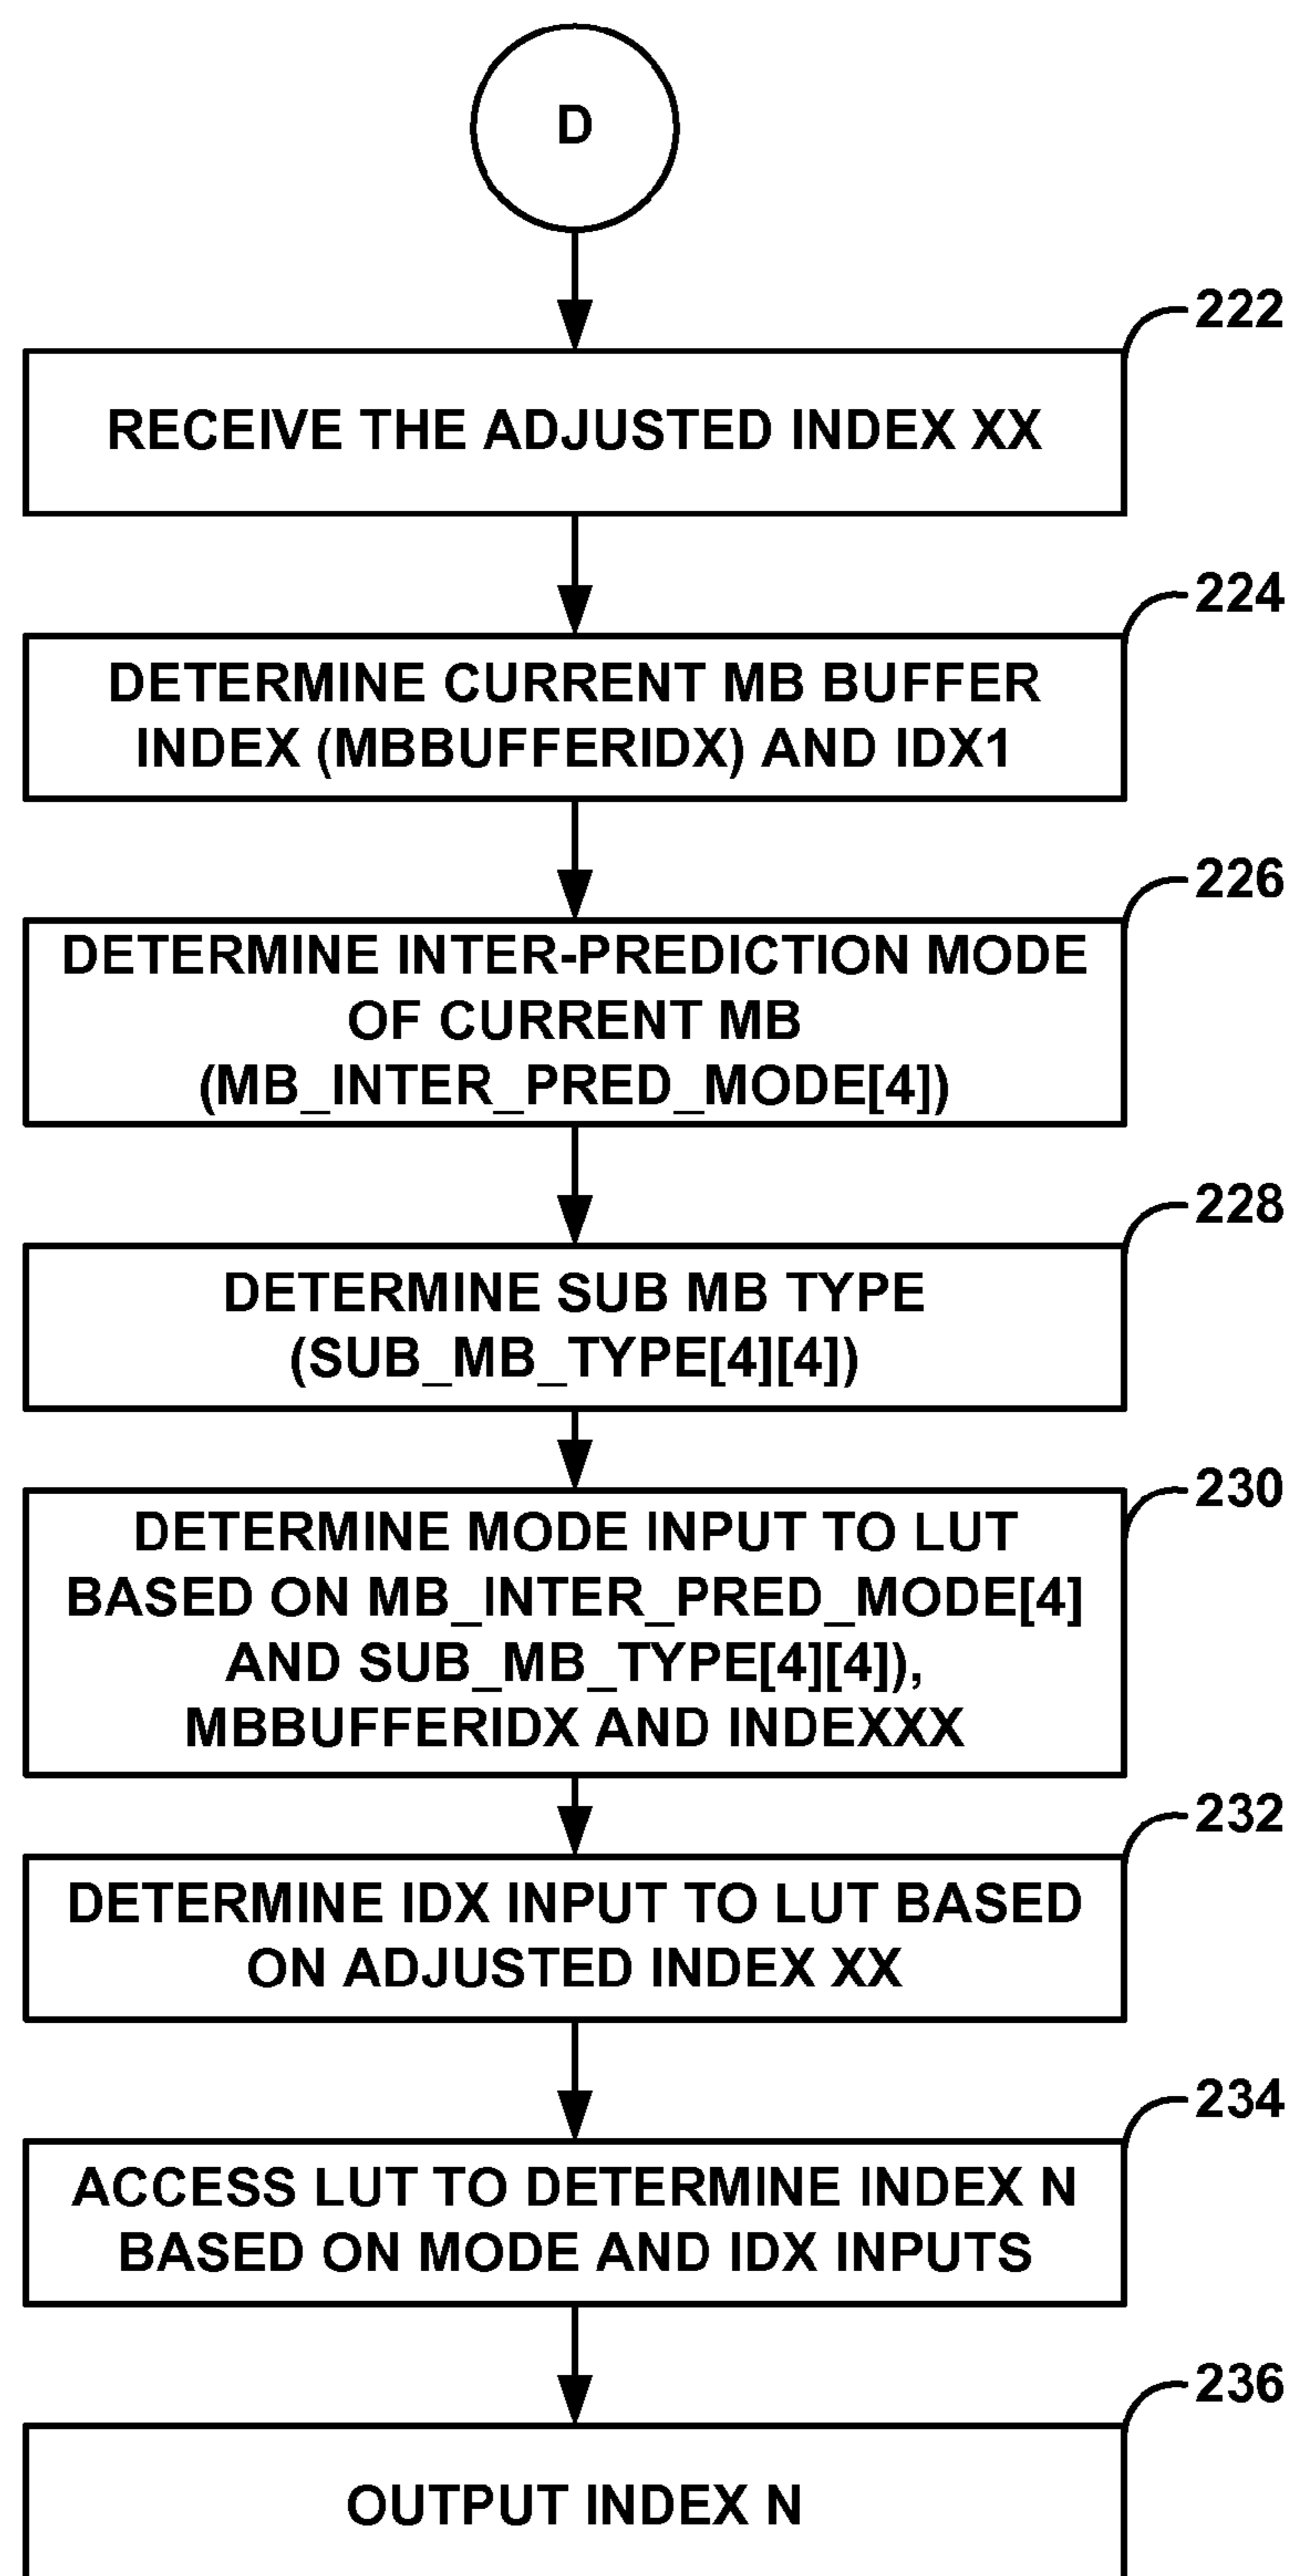 D
222
RECEIVE THE ADJUSTED INDEX XX
224
DETERMINE CURRENT MB BUFFER
INDEX (MBBUFFERIDX) AND IDX1
226
DETERMINE INTER-PREDICTION MODE
OF CURRENT MB
(MB_INTER_PRED_MODE[4])
228
DETERMINE SUB MB TYPE
(SUB_MB_TYPE[4][4])
230
DETERMINE MODE INPUT TO LUT
BASED ON MB_INTER_PRED_MODE[4]
AND SUB_MB_TYPE[4][4]),
MBBUFFERIDX AND INDEXXX
232
DETERMINE IDX INPUT TO LUT BASED
ON ADJUSTED INDEX XX
234
ACCESS LUT TO DETERMINE INDEX N
BASED ON MODE AND IDX INPUTS
236
OUTPUT INDEX N